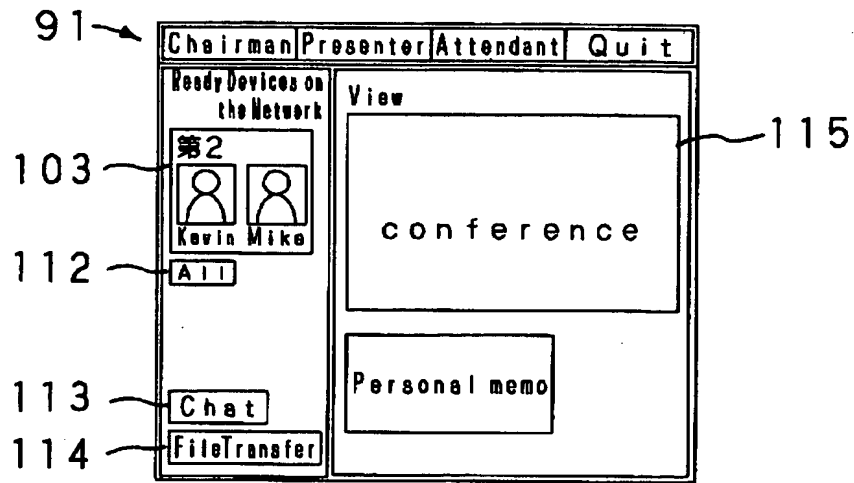 91
Chairman Presenter Attendant Quit
Ready Devices on
the Network
View
115
103
第2
Kevin Mike
conference
112
All
Personal memo
113
Chat
114
FileTransfer